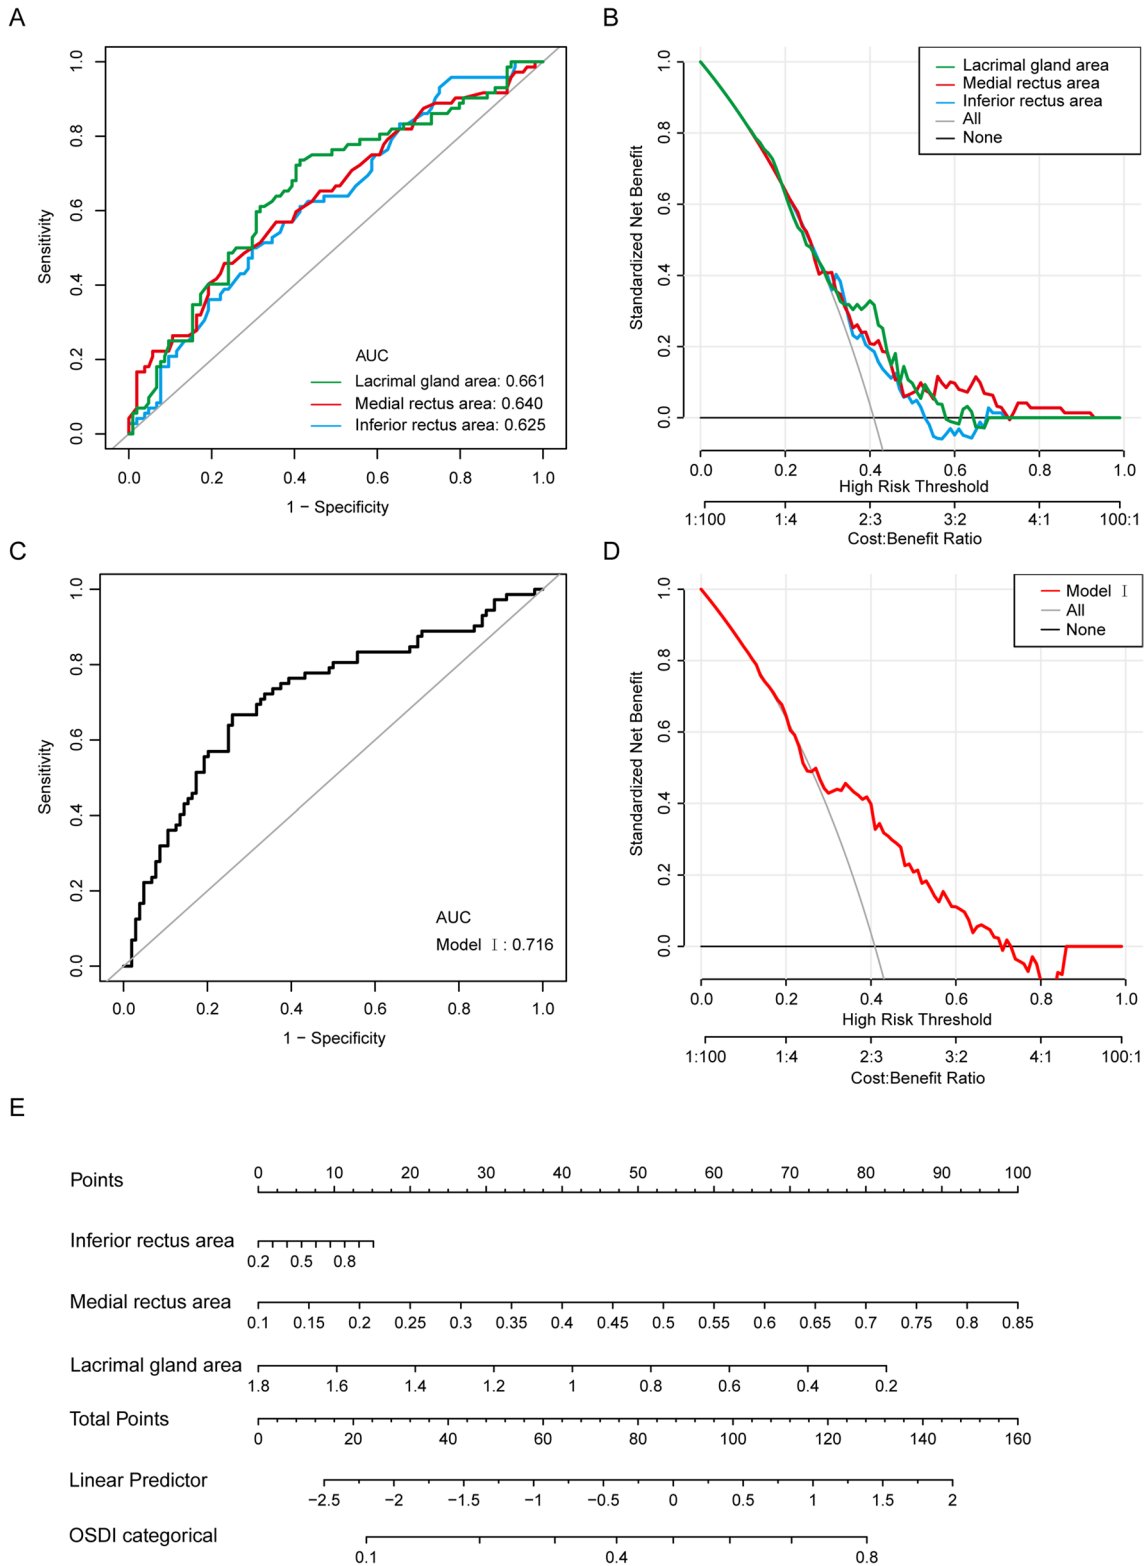 A
1.0
0.8
0.6
0.4
0.2
0.0
Sensitivity
AUC
Lacrimal gland area: 0.661
Medial rectus area: 0.640
Inferior rectus area: 0.625
0.0 0.2 0.4 0.6 0.8 1.0
1 − Specificity
B
1.0
0.8
0.6
0.4
0.2
0.0
Standardized Net Benefit
Lacrimal gland area
Medial rectus area
Inferior rectus area
All
None
0.0 0.2 0.4 0.6 0.8 1.0
High Risk Threshold
1:100 1:4 2:3 3:2 4:1 100:1
Cost:Benefit Ratio
C
1.0
0.8
0.6
0.4
0.2
0.0
Sensitivity
AUC
Model Ⅰ: 0.716
0.0 0.2 0.4 0.6 0.8 1.0
1 − Specificity
D
1.0
0.8
0.6
0.4
0.2
0.0
Standardized Net Benefit
Model Ⅰ
All
None
0.0 0.2 0.4 0.6 0.8 1.0
High Risk Threshold
1:100 1:4 2:3 3:2 4:1 100:1
Cost:Benefit Ratio
E
Points 0 10 20 30 40 50 60 70 80 90 100
Inferior rectus area
0.2 0.5 0.8
Medial rectus area
0.1 0.15 0.2 0.25 0.3 0.35 0.4 0.45 0.5 0.55 0.6 0.65 0.7 0.75 0.8 0.85
Lacrimal gland area
1.8 1.6 1.4 1.2 1 0.8 0.6 0.4 0.2
Total Points
0 20 40 60 80 100 120 140 160
Linear Predictor
−2.5 −2 −1.5 −1 −0.5 0 0.5 1 1.5 2
OSDI categorical
0.1 0.4 0.8